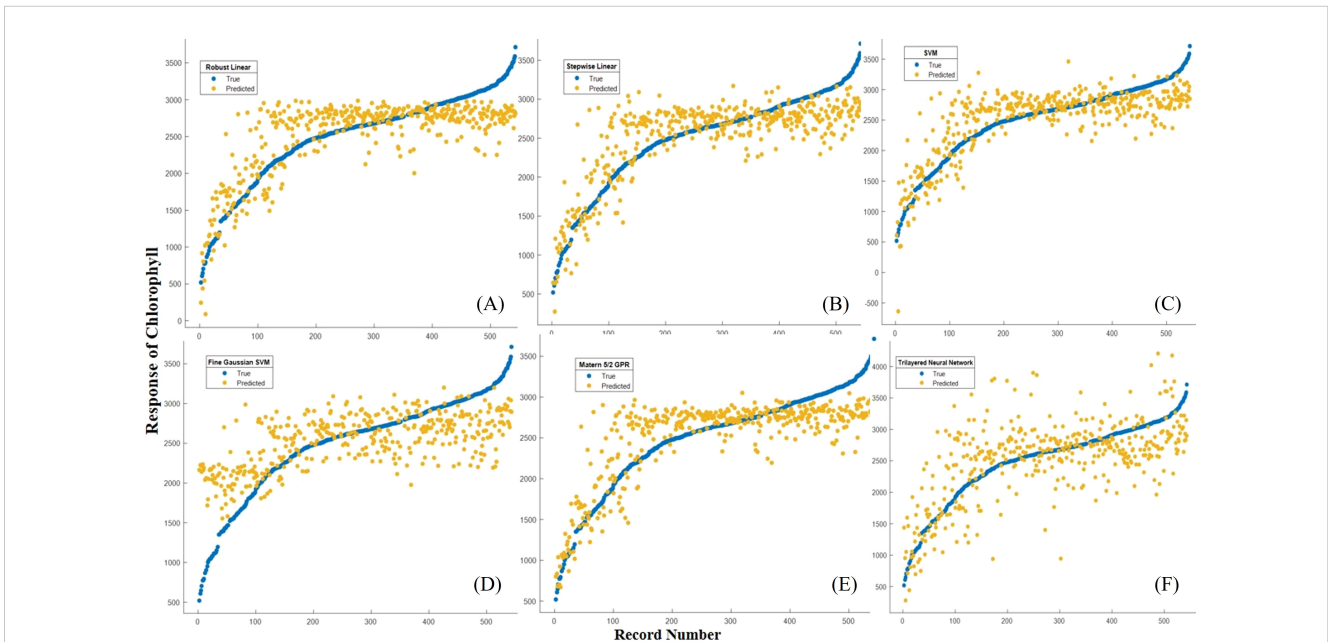 Response of Chlorophyll
Robust Linear
True
Predicted
3500
3000
2500
2000
1500
1000
500
0
0 100 200 300 400 500
(A)
Stepwise Linear
True
Predicted
3500
3000
2500
2000
1500
1000
500
0 100 200 300 400 500
(B)
SVM
True
Predicted
3500
3000
2500
2000
1500
1000
500
0
-500
0 100 200 300 400 500
(C)
Fine Gaussian SVM
True
Predicted
3500
3000
2500
2000
1500
1000
500
0 100 200 300 400 500
(D)
Matern 5/2 GPR
True
Predicted
3500
3000
2500
2000
1500
1000
500
0 100 200 300 400 500
(E)
Trilayered Neural Network
True
Predicted
4000
3500
3000
2500
2000
1500
1000
500
0 100 200 300 400 500
(F)
Record Number